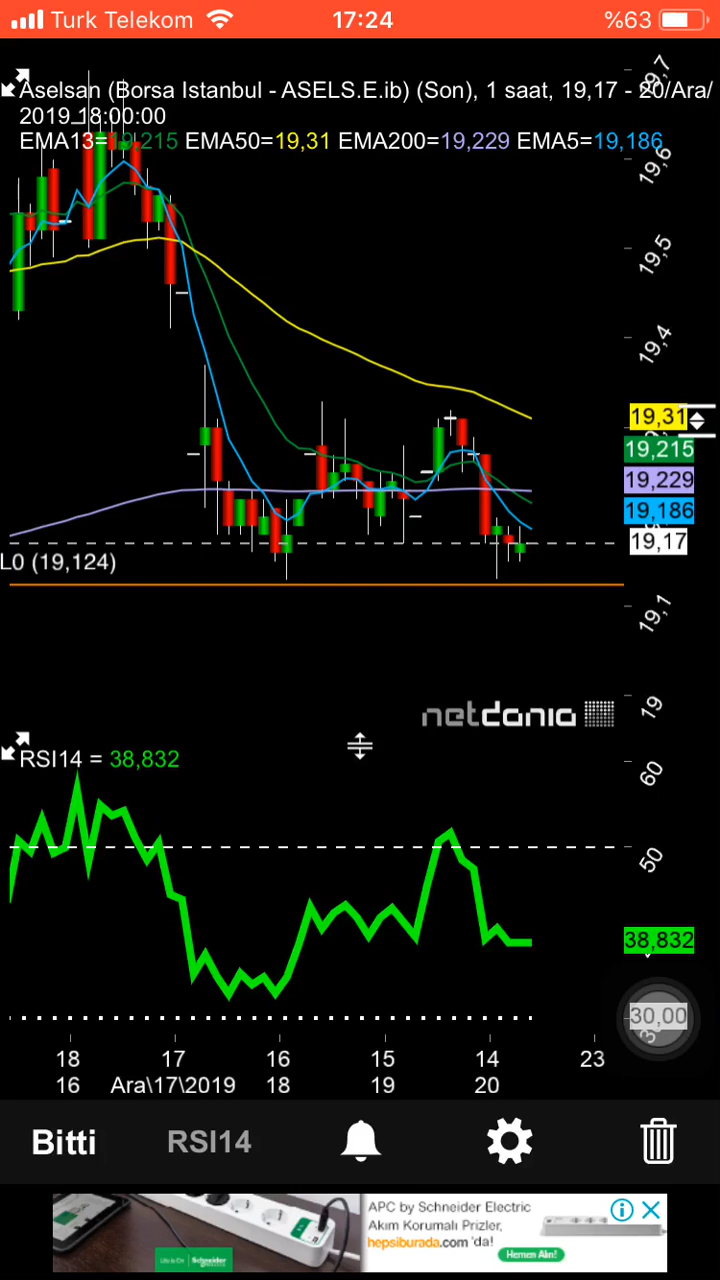 Turk Telekom 17:24 %63
19,7
Aselsan (Borsa Istanbul - ASELS.E.ib) (Son), 1 saat, 19,17 - 20/Ara/
2019 18:00:00
EMA13=19,215 EMA50=19,31 EMA200=19,229 EMA5=19,186
19,6
19,5
19,4
19,31
19,215
19,229
19,186
19,17
L0 (19,124)
19,1
19
netdania
RSI14 = 38,832
60
50
38,832
30,00
18 17 16 15 14 23
16 Ara\17\2019 18 19 20
Bitti RSI14
APC by Schneider Electric
Akım Korumalı Prizler,
hepsiburada.com 'da!
Hemen Alın!
Life Is On Schneider